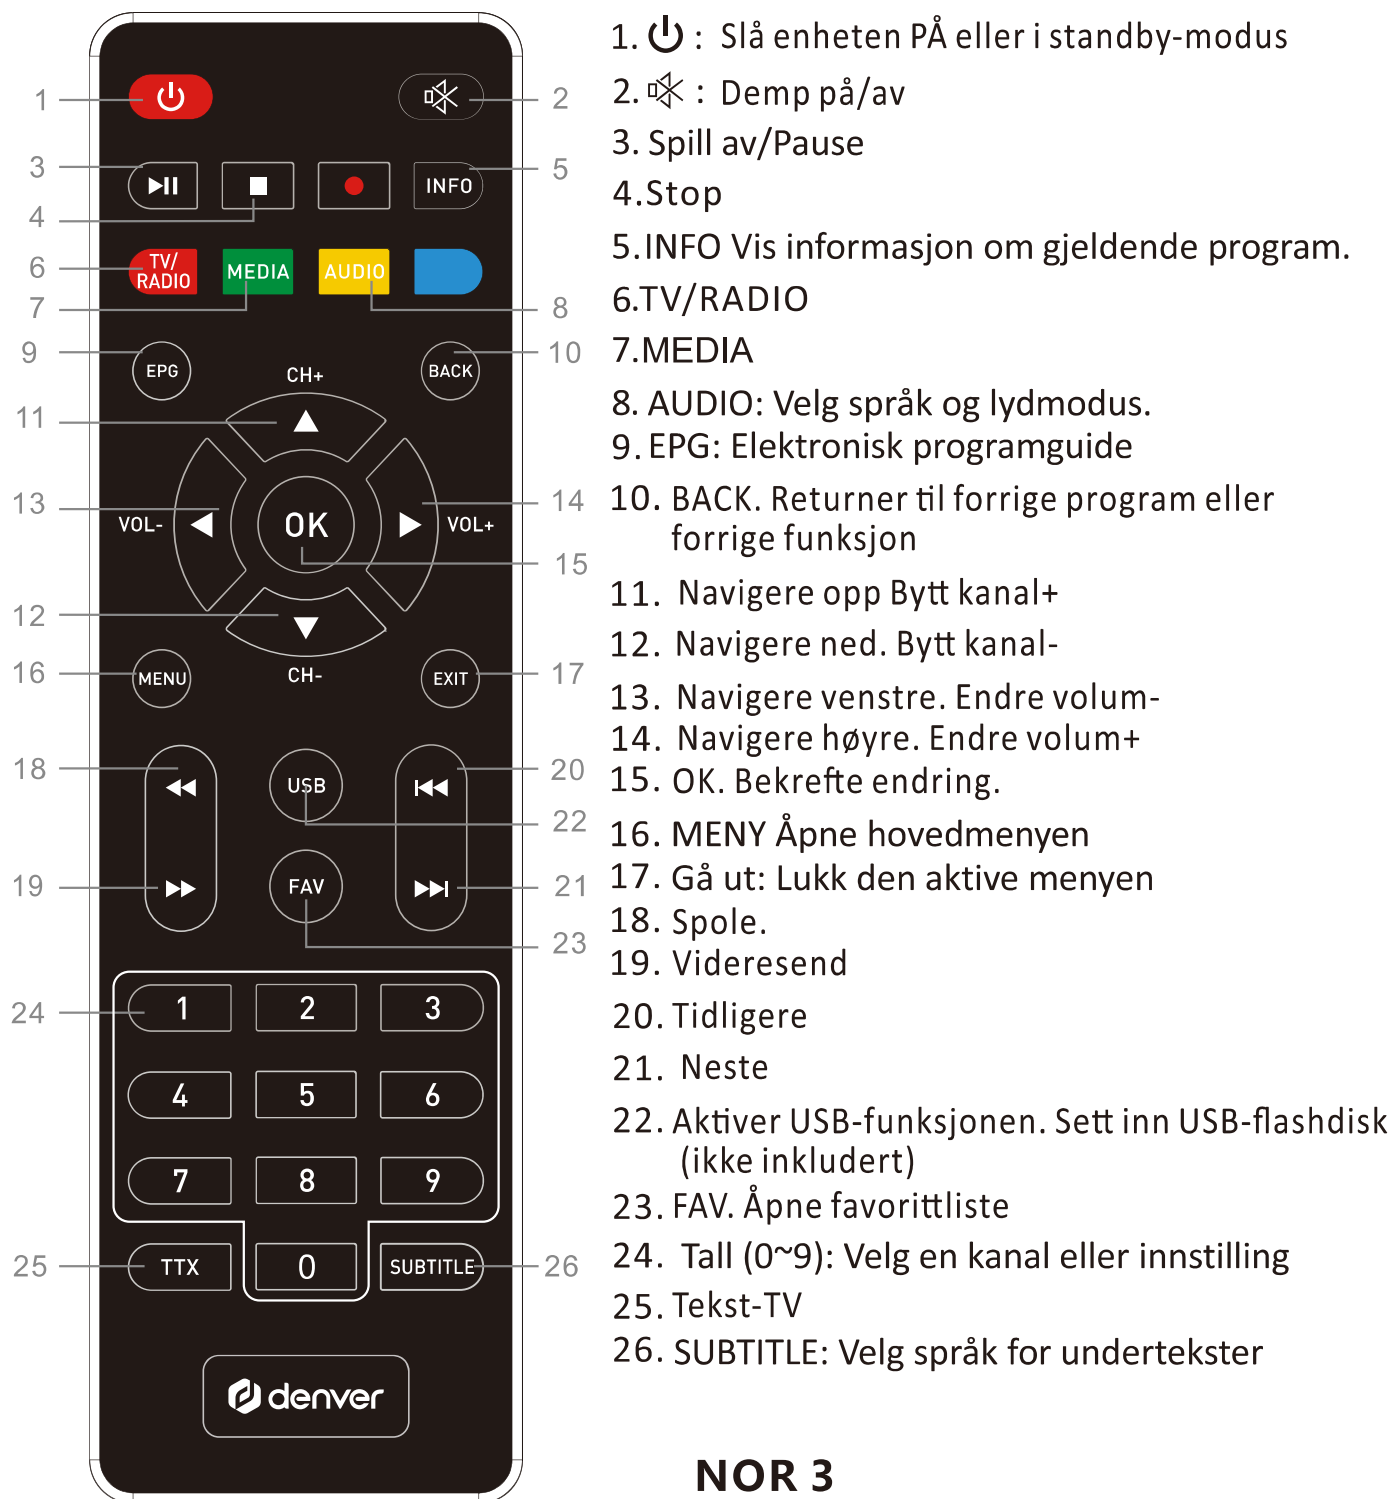 1. : Slå enheten PÅ eller i standby-modus
2. : Demp på/av
3. Spill av/Pause
4.Stop
5.INFO Vis informasjon om gjeldende program.
6.TV/RADIO
7.MEDIA
8. AUDIO: Velg språk og lydmodus.
9. EPG: Elektronisk programguide
10. BACK. Returner til forrige program eller
forrige funksjon
11. Navigere opp Bytt kanal+
12. Navigere ned. Bytt kanal-
13. Navigere venstre. Endre volum-
14. Navigere høyre. Endre volum+
15. OK. Bekrefte endring.
16. MENY Åpne hovedmenyen
17. Gå ut: Lukk den aktive menyen
18. Spole.
19. Videresend
20. Tidligere
21. Neste
22. Aktiver USB-funksjonen. Sett inn USB-flashdisk
(ikke inkludert)
23. FAV. Åpne favorittliste
24. Tall (0~9): Velg en kanal eller innstilling
25. Tekst-TV
26. SUBTITLE: Velg språk for undertekster
1
2
3
INFO
5
4
6
TV/
RADIO
MEDIA
AUDIO
7
8
9
EPG
CH+
BACK
10
11
13
VOL-
OK
VOL+
14
15
12
16
MENU
CH-
EXIT
17
18
USB
20
22
19
FAV
21
23
24
1
2
3
4
5
6
7
8
9
25
TTX
0
SUBTITLE
26
denver
NOR 3